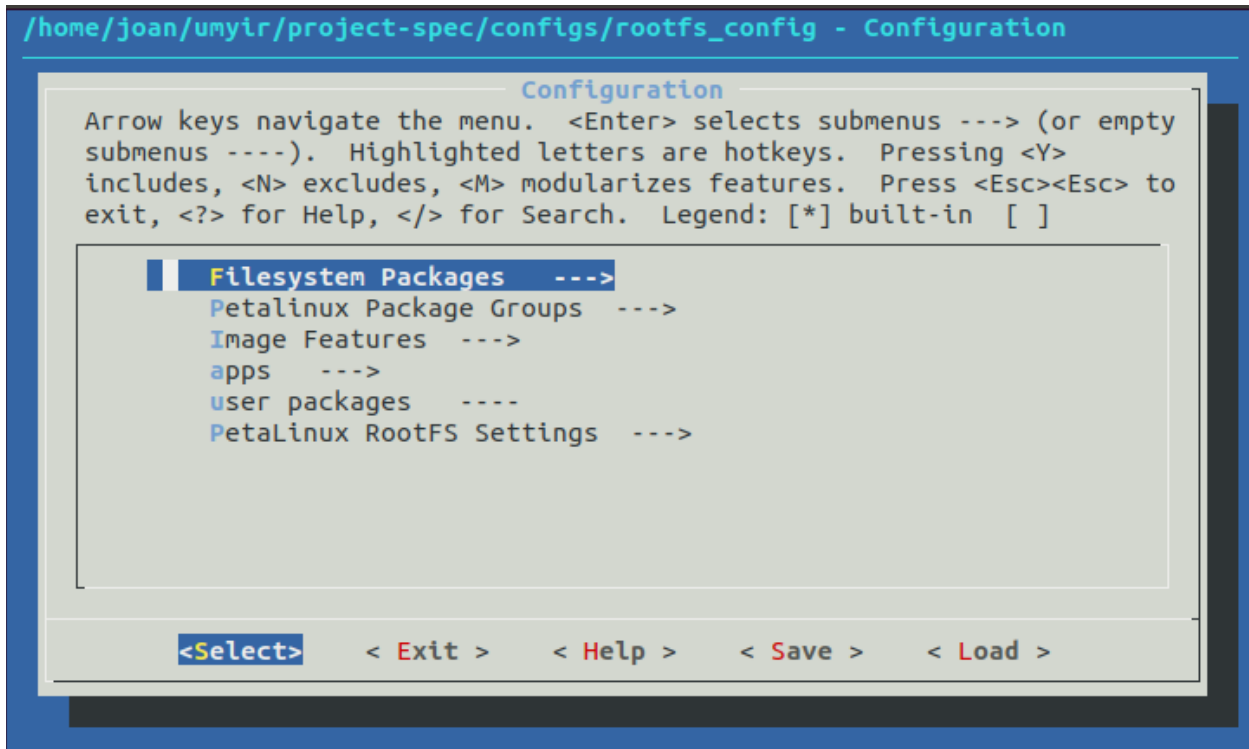 /home/joan/umyir/project-spec/configs/rootfs_config - Configuration
Configuration
Arrow keys navigate the menu.  <Enter> selects submenus ---> (or empty
submenus ----).  Highlighted letters are hotkeys.  Pressing <Y>
includes, <N> excludes, <M> modularizes features.  Press <Esc><Esc> to
exit, <?> for Help, </> for Search.  Legend: [*] built-in  [ ]
Filesystem Packages  --->
Petalinux Package Groups  --->
Image Features  --->
apps  --->
user packages  ----
PetaLinux RootFS Settings  --->
<Select>    < Exit >    < Help >    < Save >    < Load >